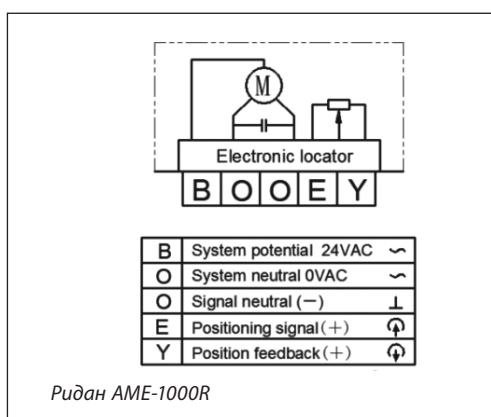 M
Electronic locator
B O O E Y
B System potential 24VAC ∽
O System neutral 0VAC ∽
O Signal neutral (—) ⊥
E Positioning signal (+)
Y Position feedback (+)
Ридан AME-1000R